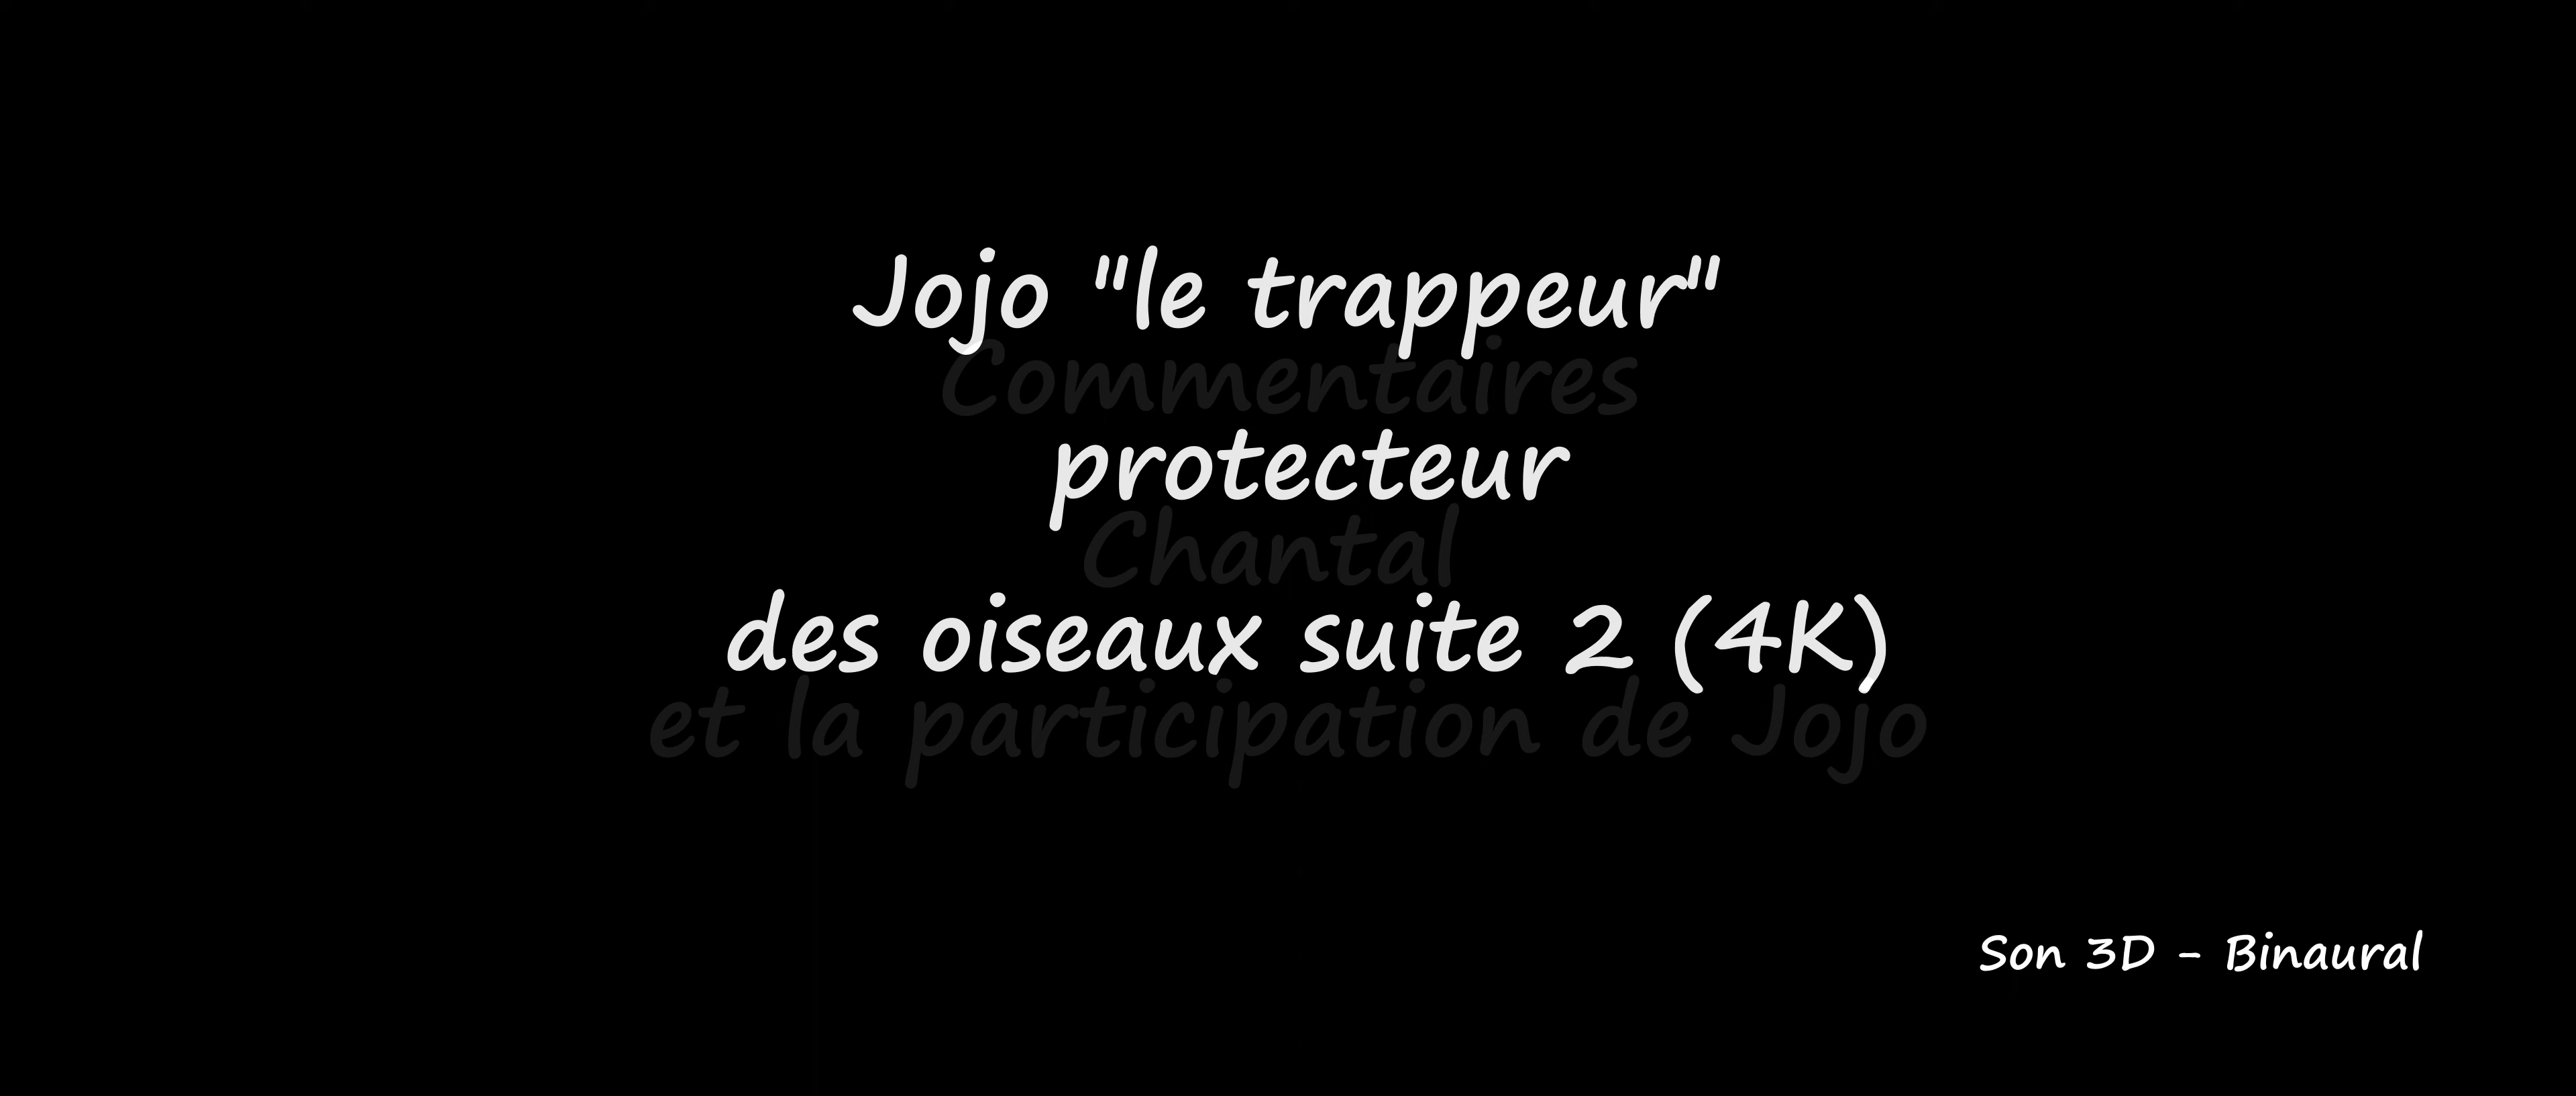 Jojo "le trappeur"
Commentaires
protecteur
Chantal
des oiseaux suite 2 (4K)
et la participation de Jojo
Son 3D - Binaural